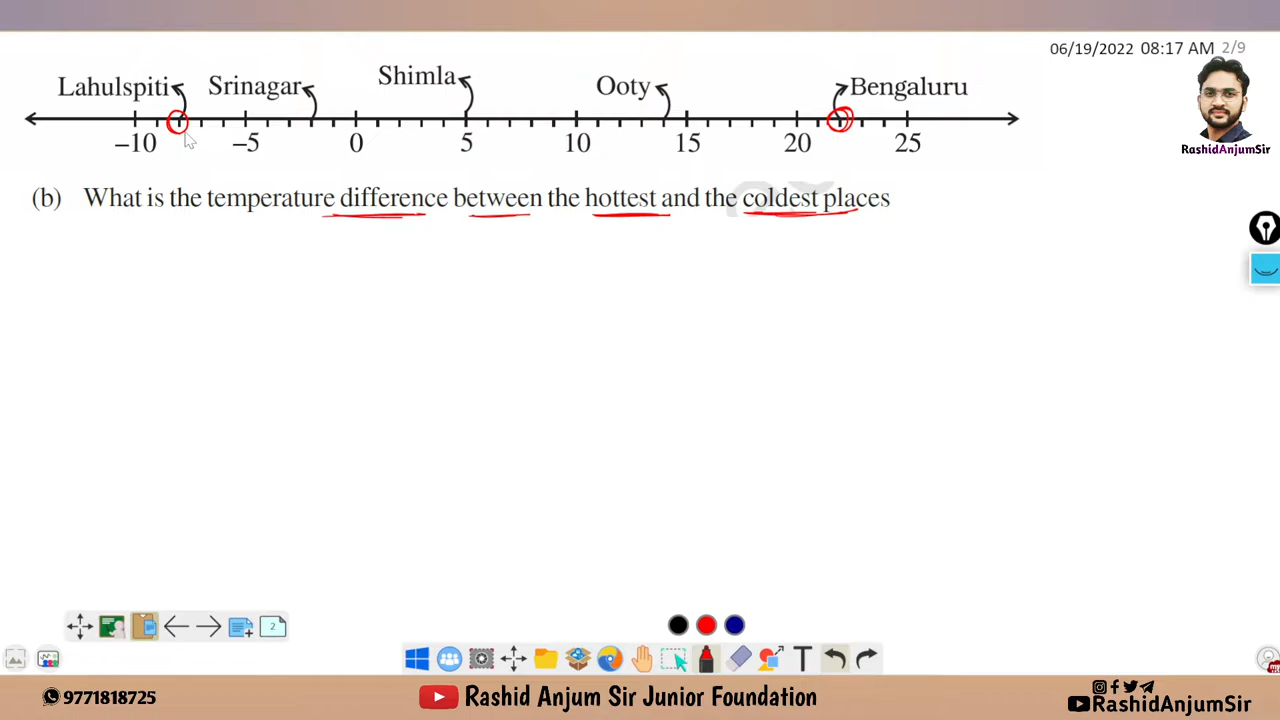 06/19/2022 08:17 AM 2/9
Lahulspiti Srinagar Shimla Ooty Bengaluru
–10 –5 0 5 10 15 20 25
RashidAnjumSir
(b) What is the temperature difference between the hottest and the coldest places
2
T
9771818725
Rashid Anjum Sir Junior Foundation
RashidAnjumSir